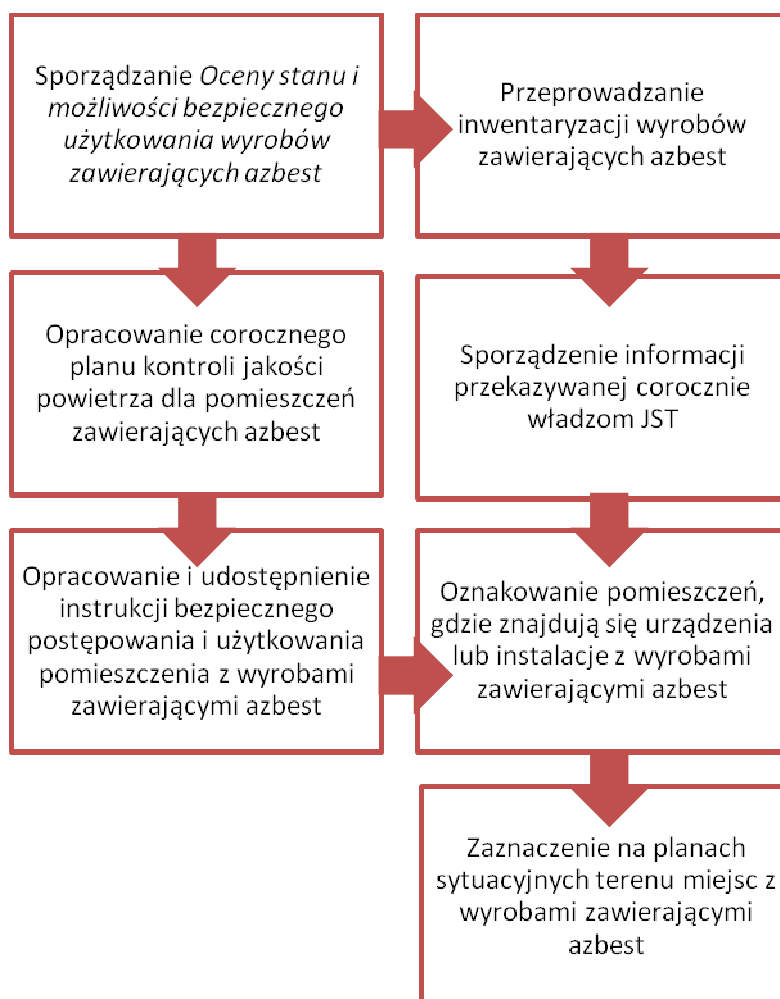 Sporządzanie Oceny stanu i
możliwości bezpiecznego
użytkowania wyrobów
zawierających azbest
Przeprowadzanie
inwentaryzacji wyrobów
zawierających azbest
Opracowanie corocznego
planu kontroli jakości
powietrza dla pomieszczeń
zawierających azbest
Sporządzenie informacji
przekazywanej corocznie
władzom JST
Opracowanie i udostępnienie
instrukcji bezpiecznego
postępowania i użytkowania
pomieszczenia z wyrobami
zawierającymi azbest
Oznakowanie pomieszczeń,
gdzie znajdują się urządzenia
lub instalacje z wyrobami
zawierającymi azbest
Zaznaczenie na planach
sytuacyjnych terenu miejsc z
wyrobami zawierającymi
azbest